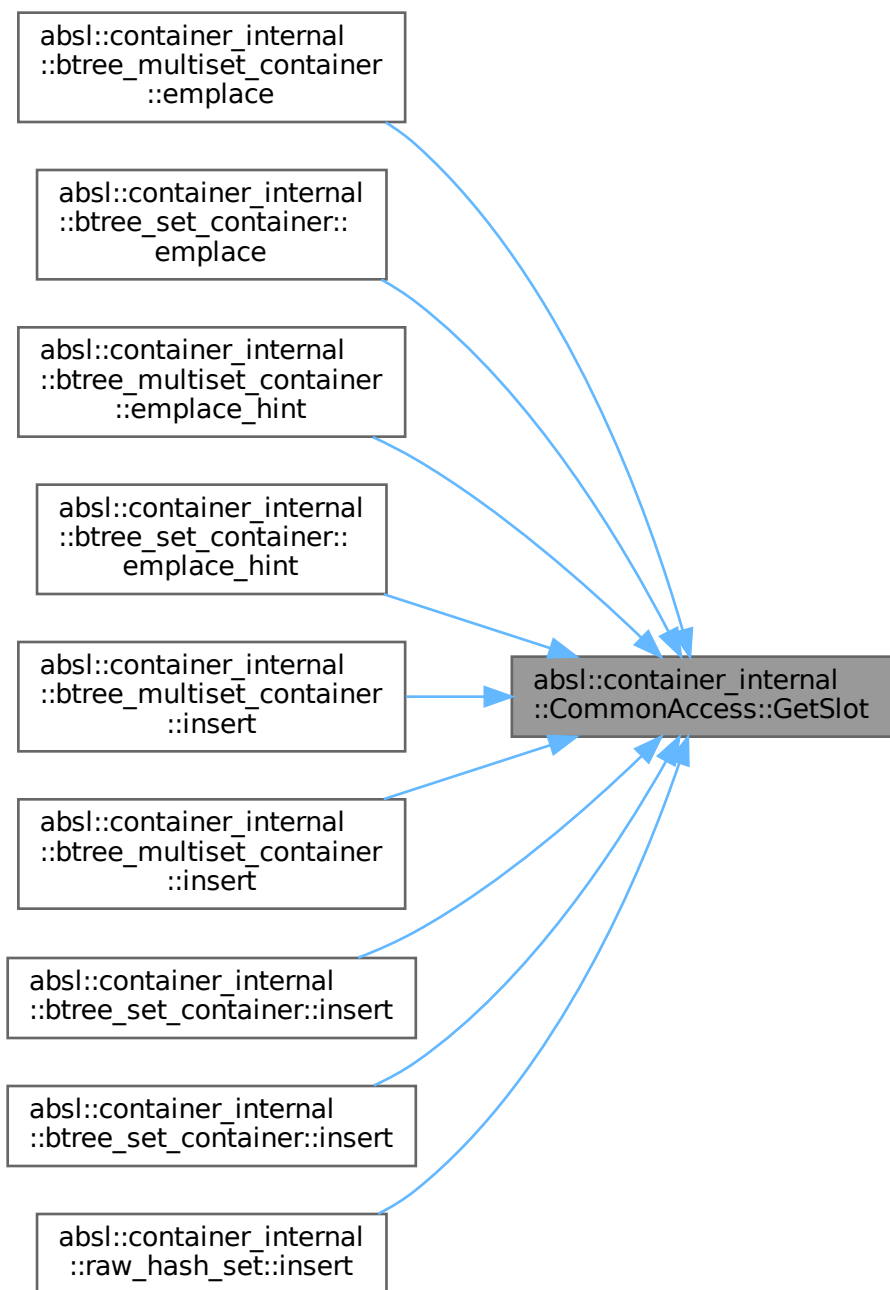 absl::container_internal
::btree_multiset_container
::emplace
absl::container_internal
::btree_set_container::
emplace
absl::container_internal
::btree_multiset_container
::emplace_hint
absl::container_internal
::btree_set_container::
emplace_hint
absl::container_internal
::btree_multiset_container
::insert
absl::container_internal
::CommonAccess::GetSlot
absl::container_internal
::btree_multiset_container
::insert
absl::container_internal
::btree_set_container::insert
absl::container_internal
::btree_set_container::insert
absl::container_internal
::raw_hash_set::insert